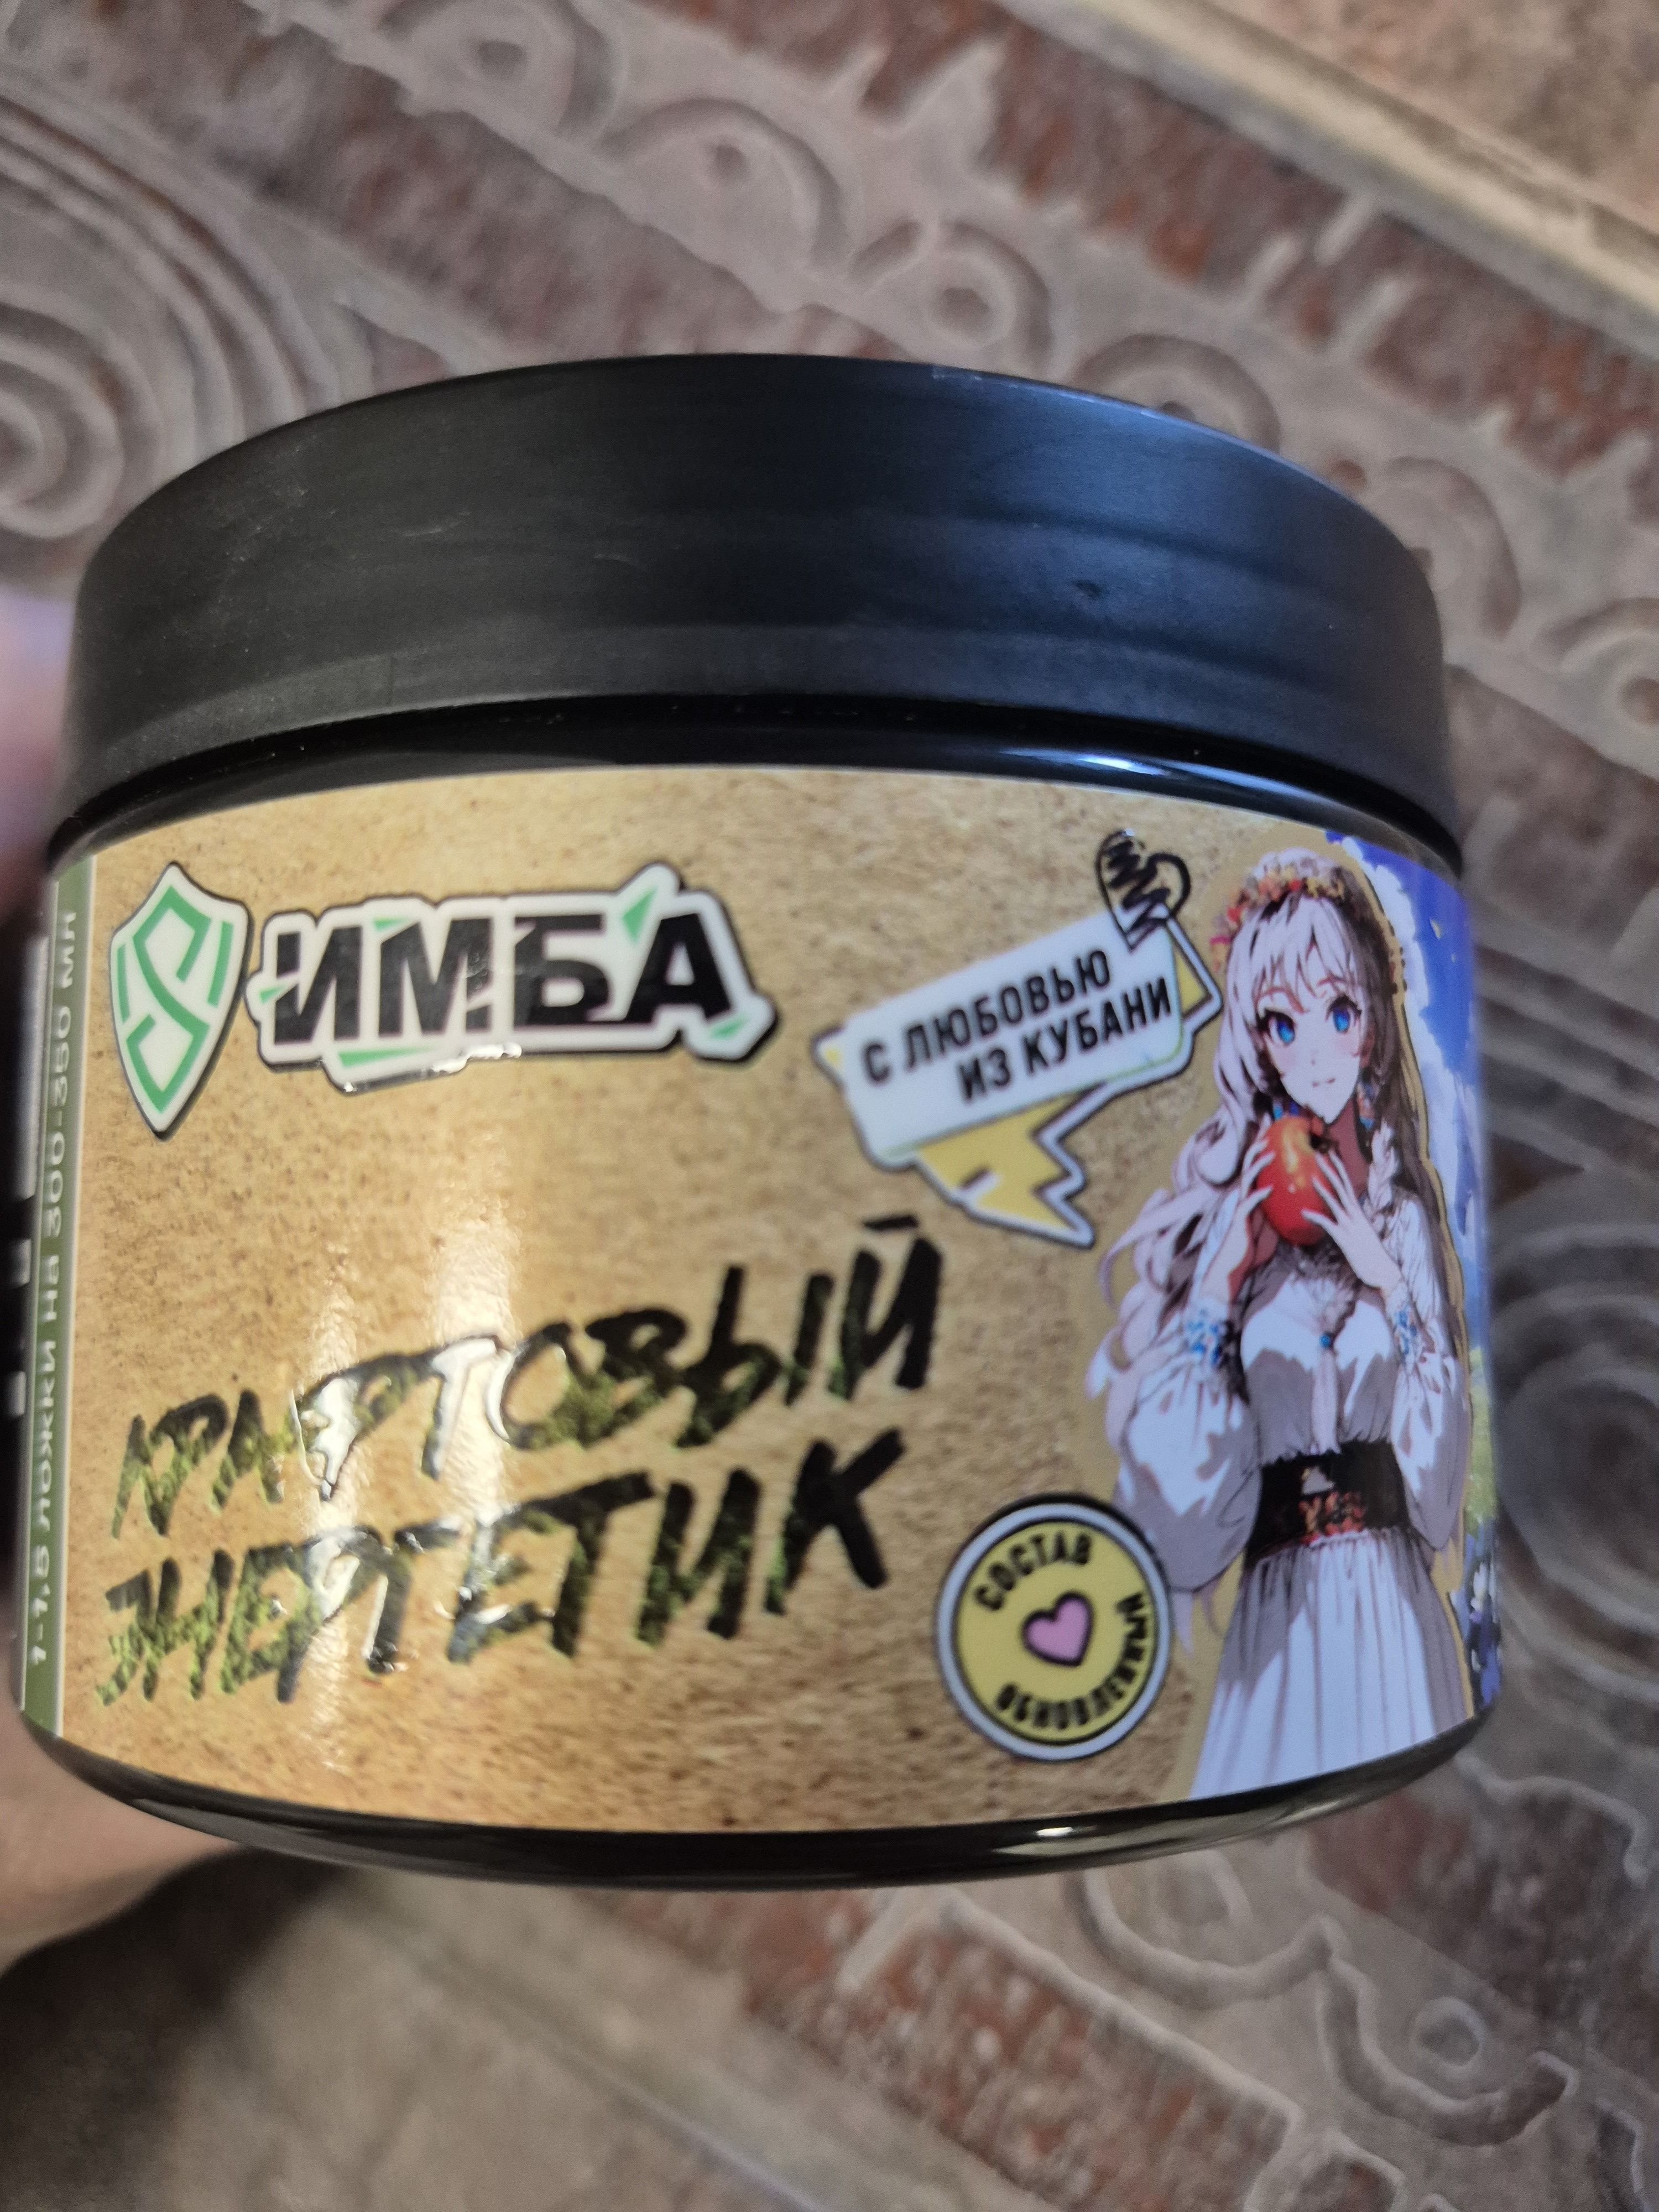 ИМБА
С ЛЮБОВЬЮ
ИЗ КУБАНИ
КРАФТОВЫЙ
ЭНЕРГЕТИК
СОСТАВ
ОБНОВЛЕННЫЙ
1-1,5 ложки на 300-350 мл